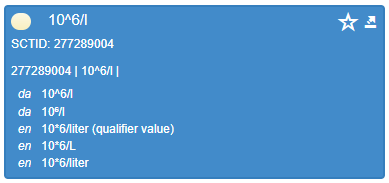 10^6/l
SCTID: 277289004
277289004 | 10^6/l |
da 10^6/l
da 10⁶/l
en 10*6/liter (qualifier value)
en 10*6/L
en 10*6/liter